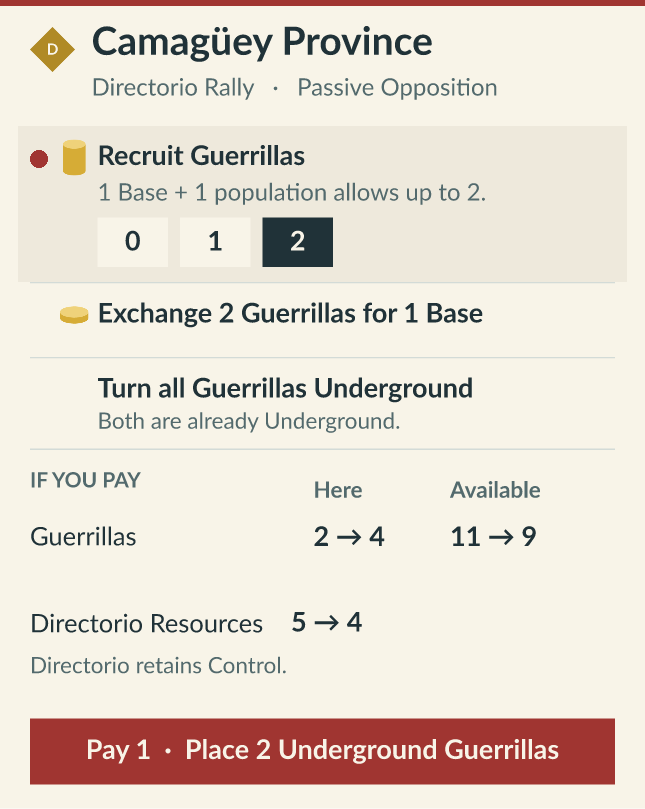 D
Camagüey Province
Directorio Rally · Passive Opposition
Recruit Guerrillas
1 Base + 1 population allows up to 2.
0 1 2
Exchange 2 Guerrillas for 1 Base
Turn all Guerrillas Underground
Both are already Underground.
IF YOU PAY
Here Available
Guerrillas 2 → 4 11 → 9
Directorio Resources 5 → 4
Directorio retains Control.
Pay 1 · Place 2 Underground Guerrillas